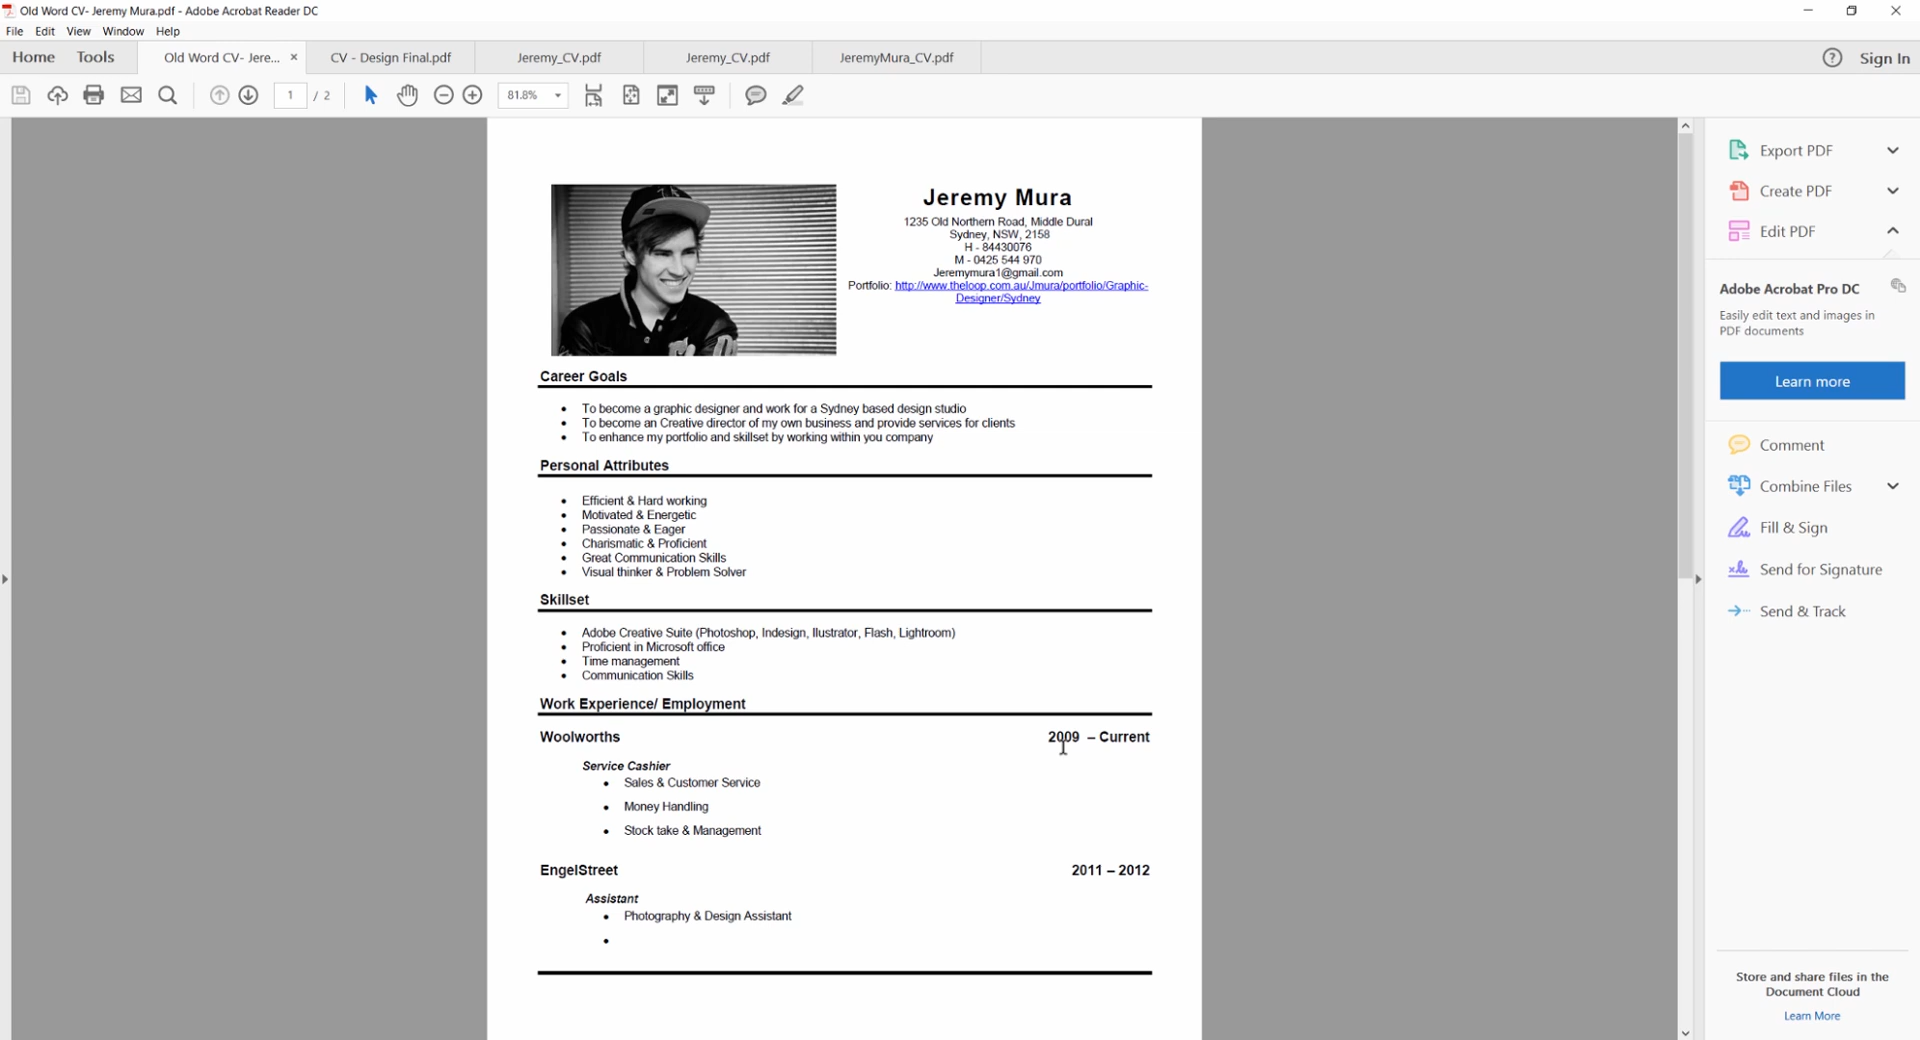 Old Word CV- Jeremy Mura.pdf - Adobe Acrobat Reader DC
File Edit View Window Help
Home Tools Old Word CV- Jere... × CV - Design Final.pdf Jeremy_CV.pdf Jeremy_CV.pdf JeremyMura_CV.pdf Sign In
1 / 2 81.8%
Jeremy Mura
1235 Old Northern Road, Middle Dural
Sydney, NSW, 2158
H - 84430076
M - 0425 544 970
Jeremymura1@gmail.com
Portfolio: http://www.theloop.com.au/Jmura/portfolio/Graphic-
Designer/Sydney
Career Goals
• To become a graphic designer and work for a Sydney based design studio
• To become an Creative director of my own business and provide services for clients
• To enhance my portfolio and skillset by working within you company
Personal Attributes
• Efficient & Hard working
• Motivated & Energetic
• Passionate & Eager
• Charismatic & Proficient
• Great Communication Skills
• Visual thinker & Problem Solver
Skillset
• Adobe Creative Suite (Photoshop, Indesign, Ilustrator, Flash, Lightroom)
• Proficient in Microsoft office
• Time management
• Communication Skills
Work Experience/ Employment
Woolworths 2009 – Current
Service Cashier
• Sales & Customer Service
• Money Handling
• Stock take & Management
EngelStreet 2011 – 2012
Assistant
• Photography & Design Assistant
•
Export PDF
Create PDF
Edit PDF
Adobe Acrobat Pro DC
Easily edit text and images in
PDF documents
Learn more
Comment
Combine Files
Fill & Sign
Send for Signature
Send & Track
Store and share files in the
Document Cloud
Learn More